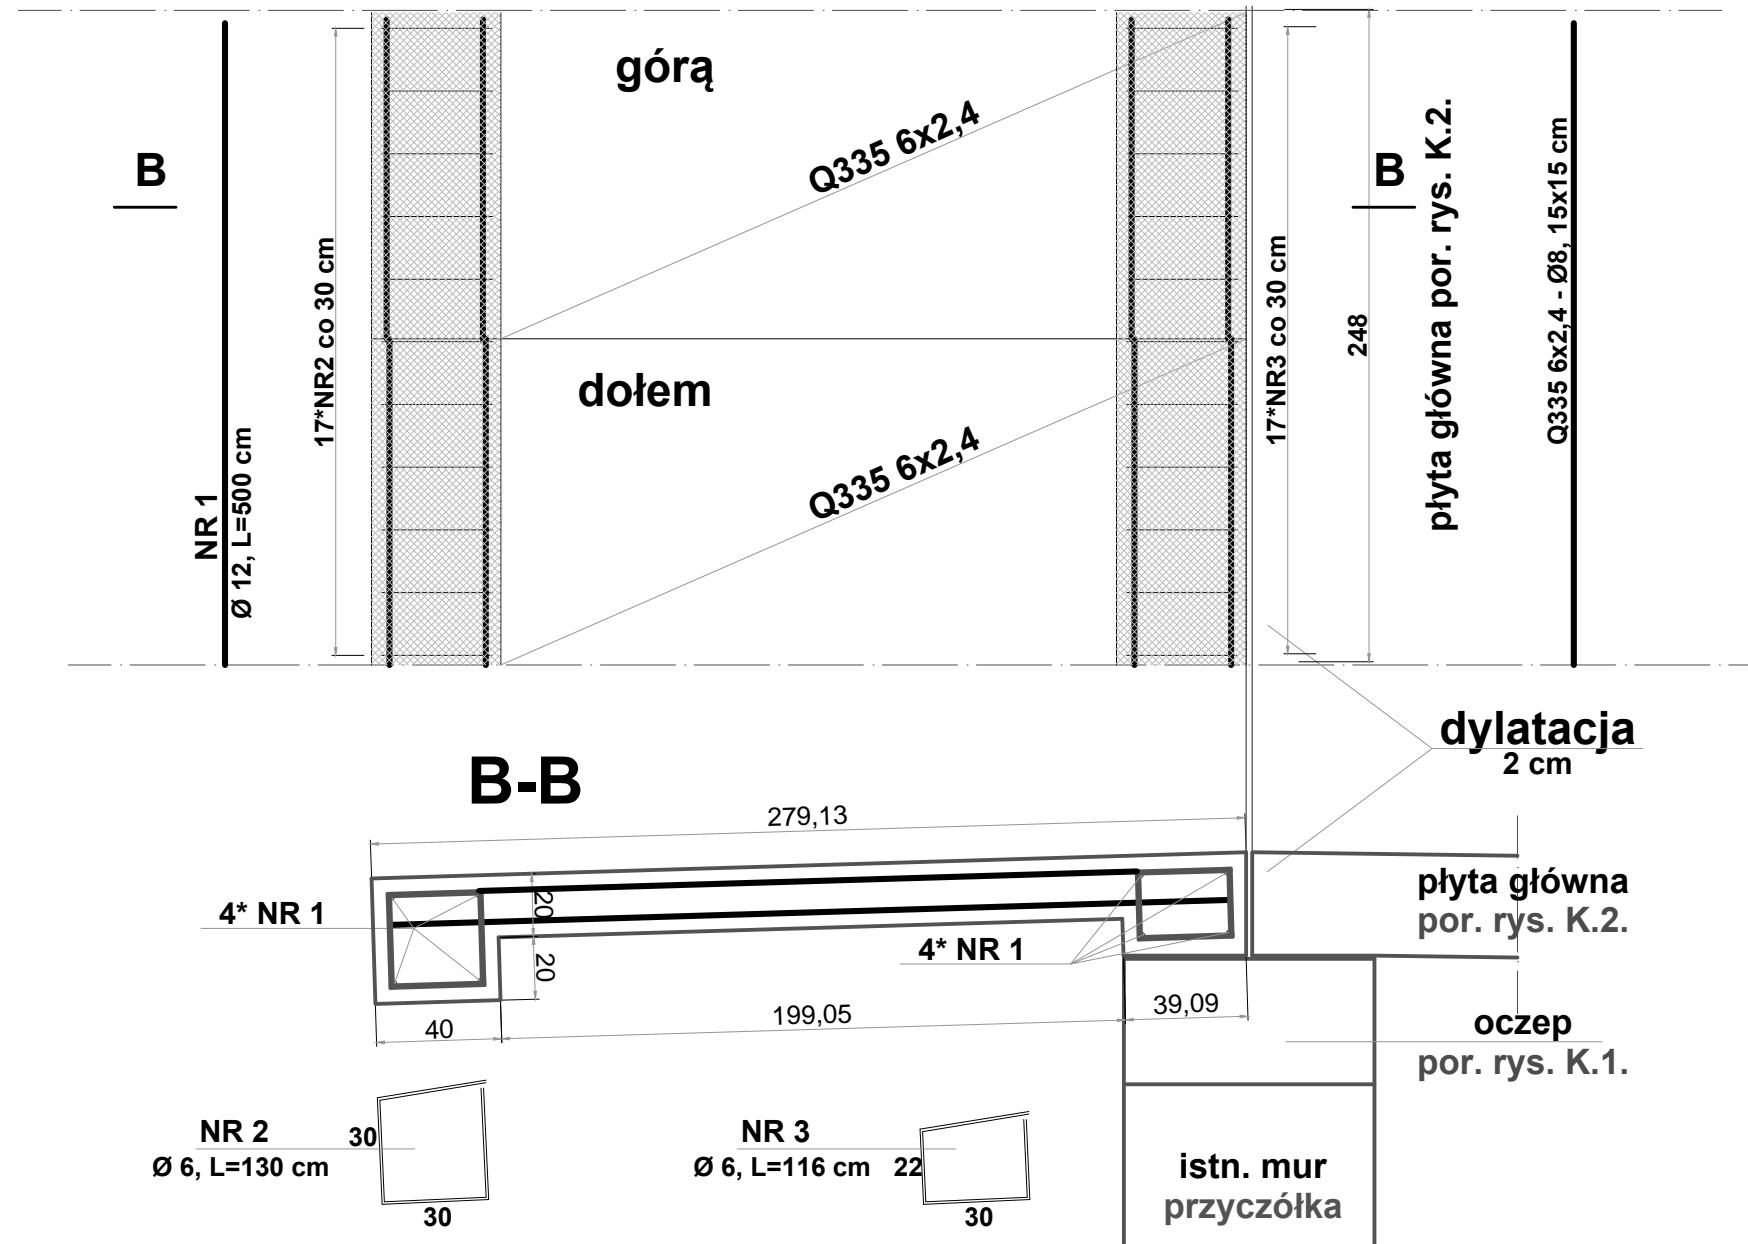 górą
Q335 6x2,4
B
B
17*NR2 co 30 cm
17*NR3 co 30 cm
248
płyta główna por. rys. K.2.
Q335 6x2,4 - Ø8, 15x15 cm
dołem
Q335 6x2,4
NR 1
Ø 12, L=500 cm
dylatacja
2 cm
B-B
279,13
4* NR 1
20
20
4* NR 1
płyta główna
por. rys. K.2.
40
199,05
39,09
oczep
por. rys. K.1.
NR 2
Ø 6, L=130 cm
30
30
NR 3
Ø 6, L=116 cm
22
30
istn. mur
przyczółka